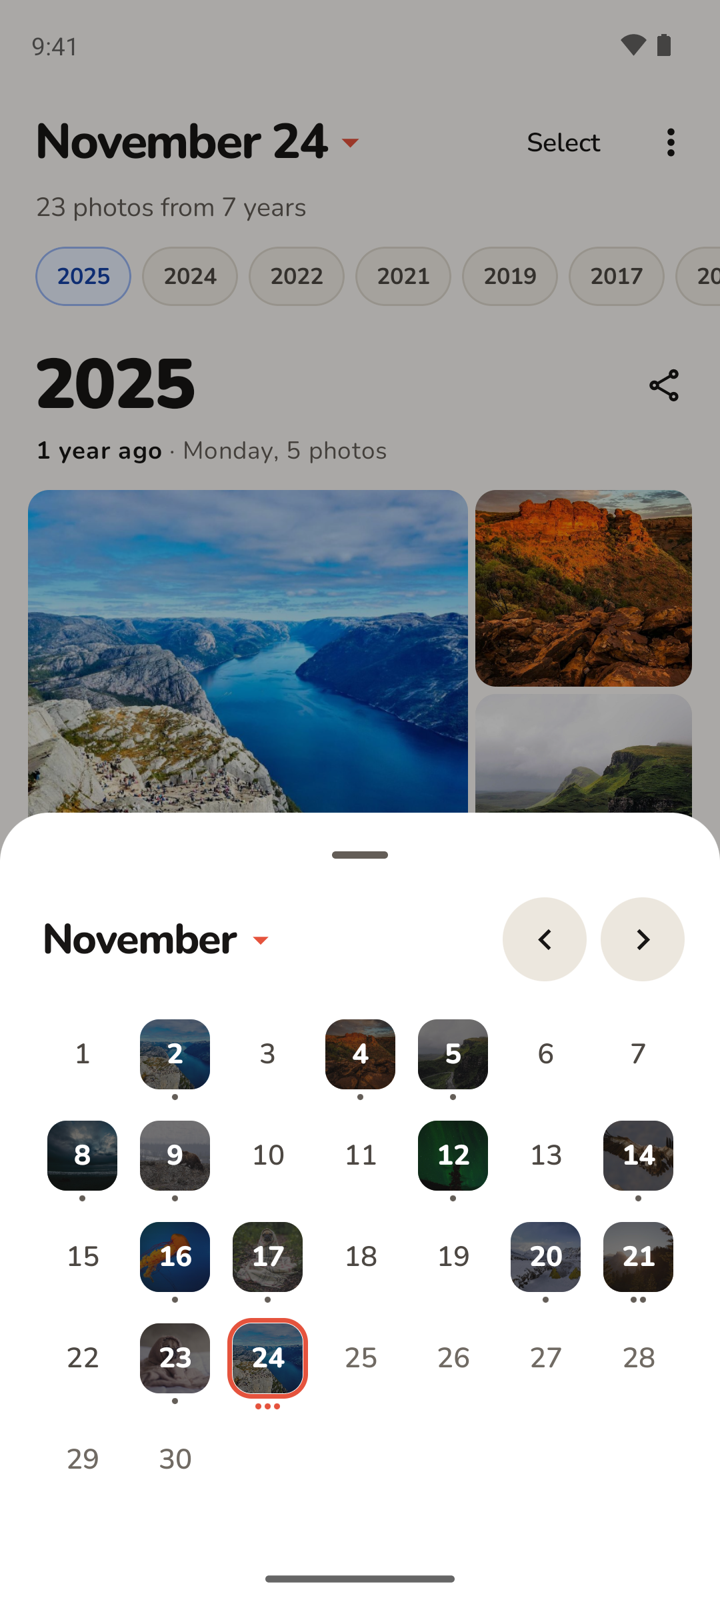 9:41
November 24
Select
23 photos from 7 years
2025 2024 2022 2021 2019 2017 20
2025
1 year ago · Monday, 5 photos
November
1 2 3 4 5 6 7
8 9 10 11 12 13 14
15 16 17 18 19 20 21
22 23 24 25 26 27 28
29 30